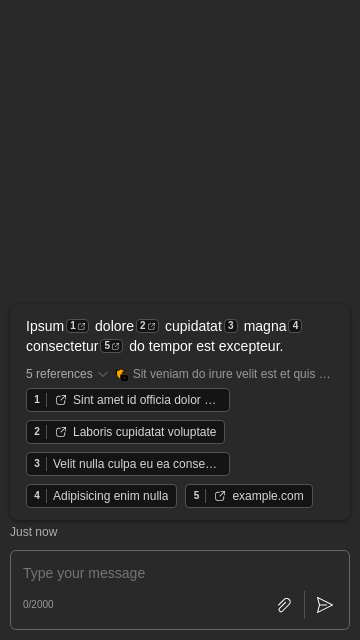 Ipsum 1 dolore 2 cupidatat 3 magna 4
consectetur 5 do tempor est excepteur.
5 references Sit veniam do irure velit est et quis …
1 Sint amet id officia dolor …
2 Laboris cupidatat voluptate
3 Velit nulla culpa eu ea conse…
4 Adipisicing enim nulla 5 example.com
Just now
Type your message
0/2000